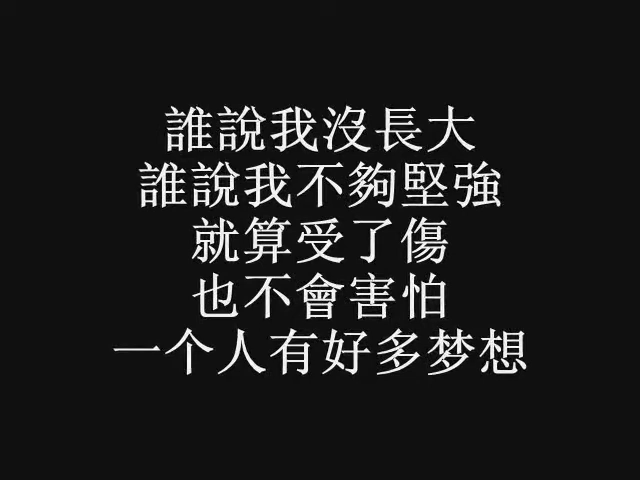 誰說我沒長大
誰說我不夠堅強
就算受了傷
也不會害怕
一个人有好多梦想